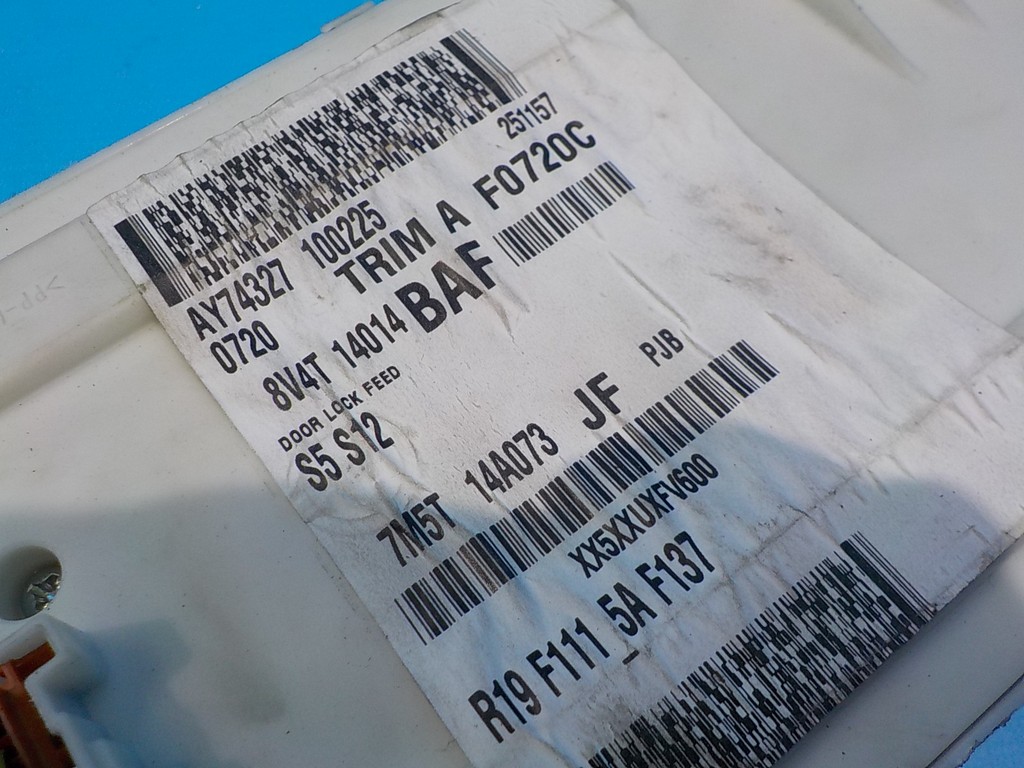 251157
AY74327 100225
0720 TRIM A F0720C
8V4T 14014 BAF
DOOR LOCK FEED
S5 S12
7M5T 14A073 JF PJB
XX5XXUXFV600
R19 F111_5A F137